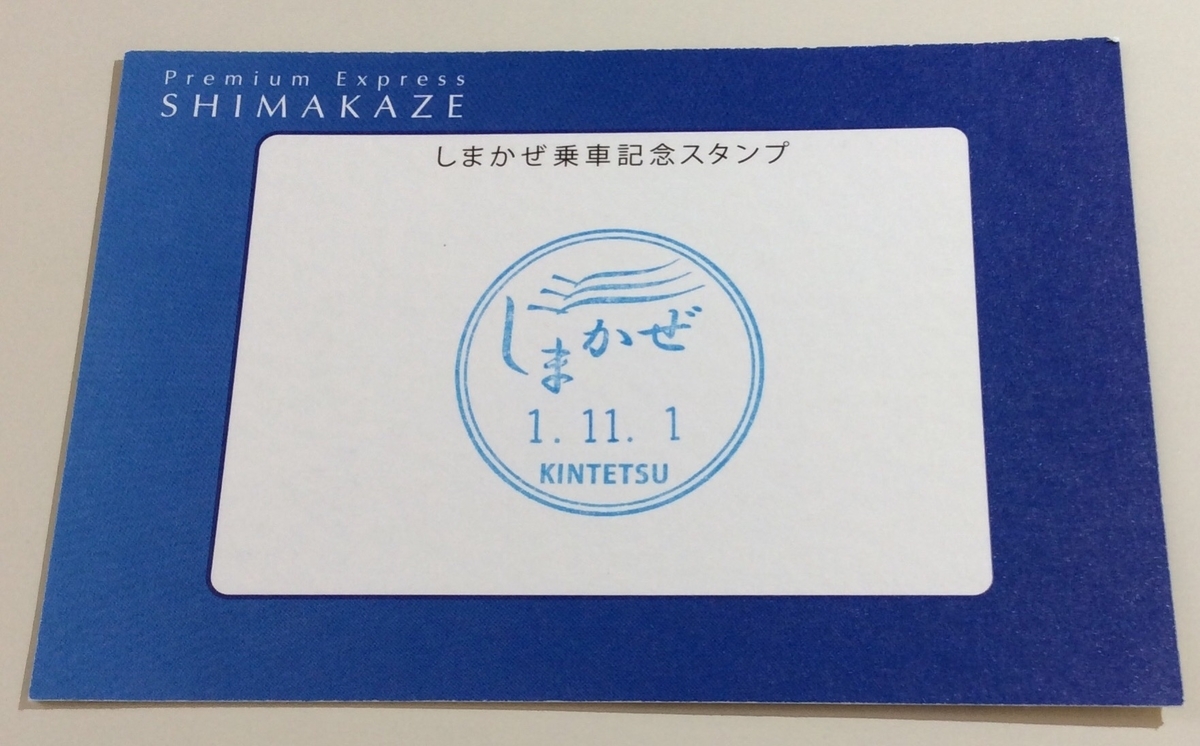 Premium Express
SHIMAKAZE
しまかぜ乗車記念スタンプ
しまかぜ
1. 11. 1
KINTETSU